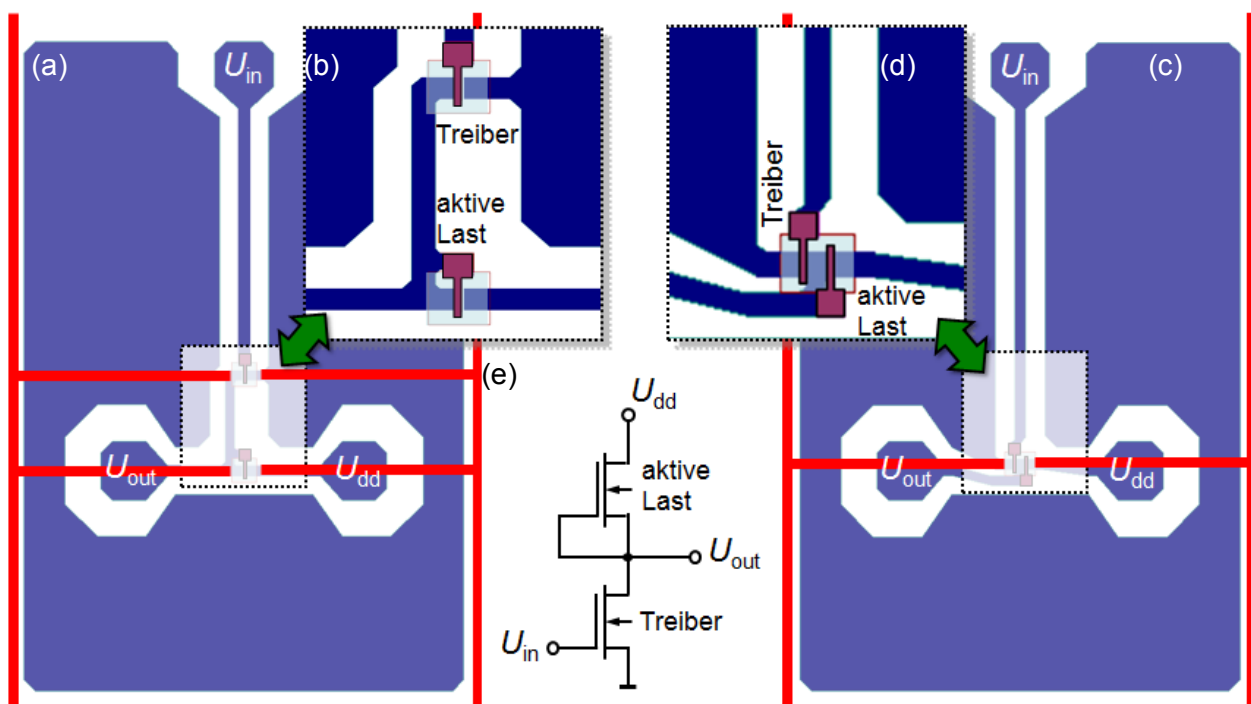 (a)
U_in
(b)
Treiber
aktive
Last
U_out
U_dd
(e)
U_dd
aktive
Last
U_out
Treiber
U_in
(d)
Treiber
aktive
Last
U_in
(c)
U_out
U_dd